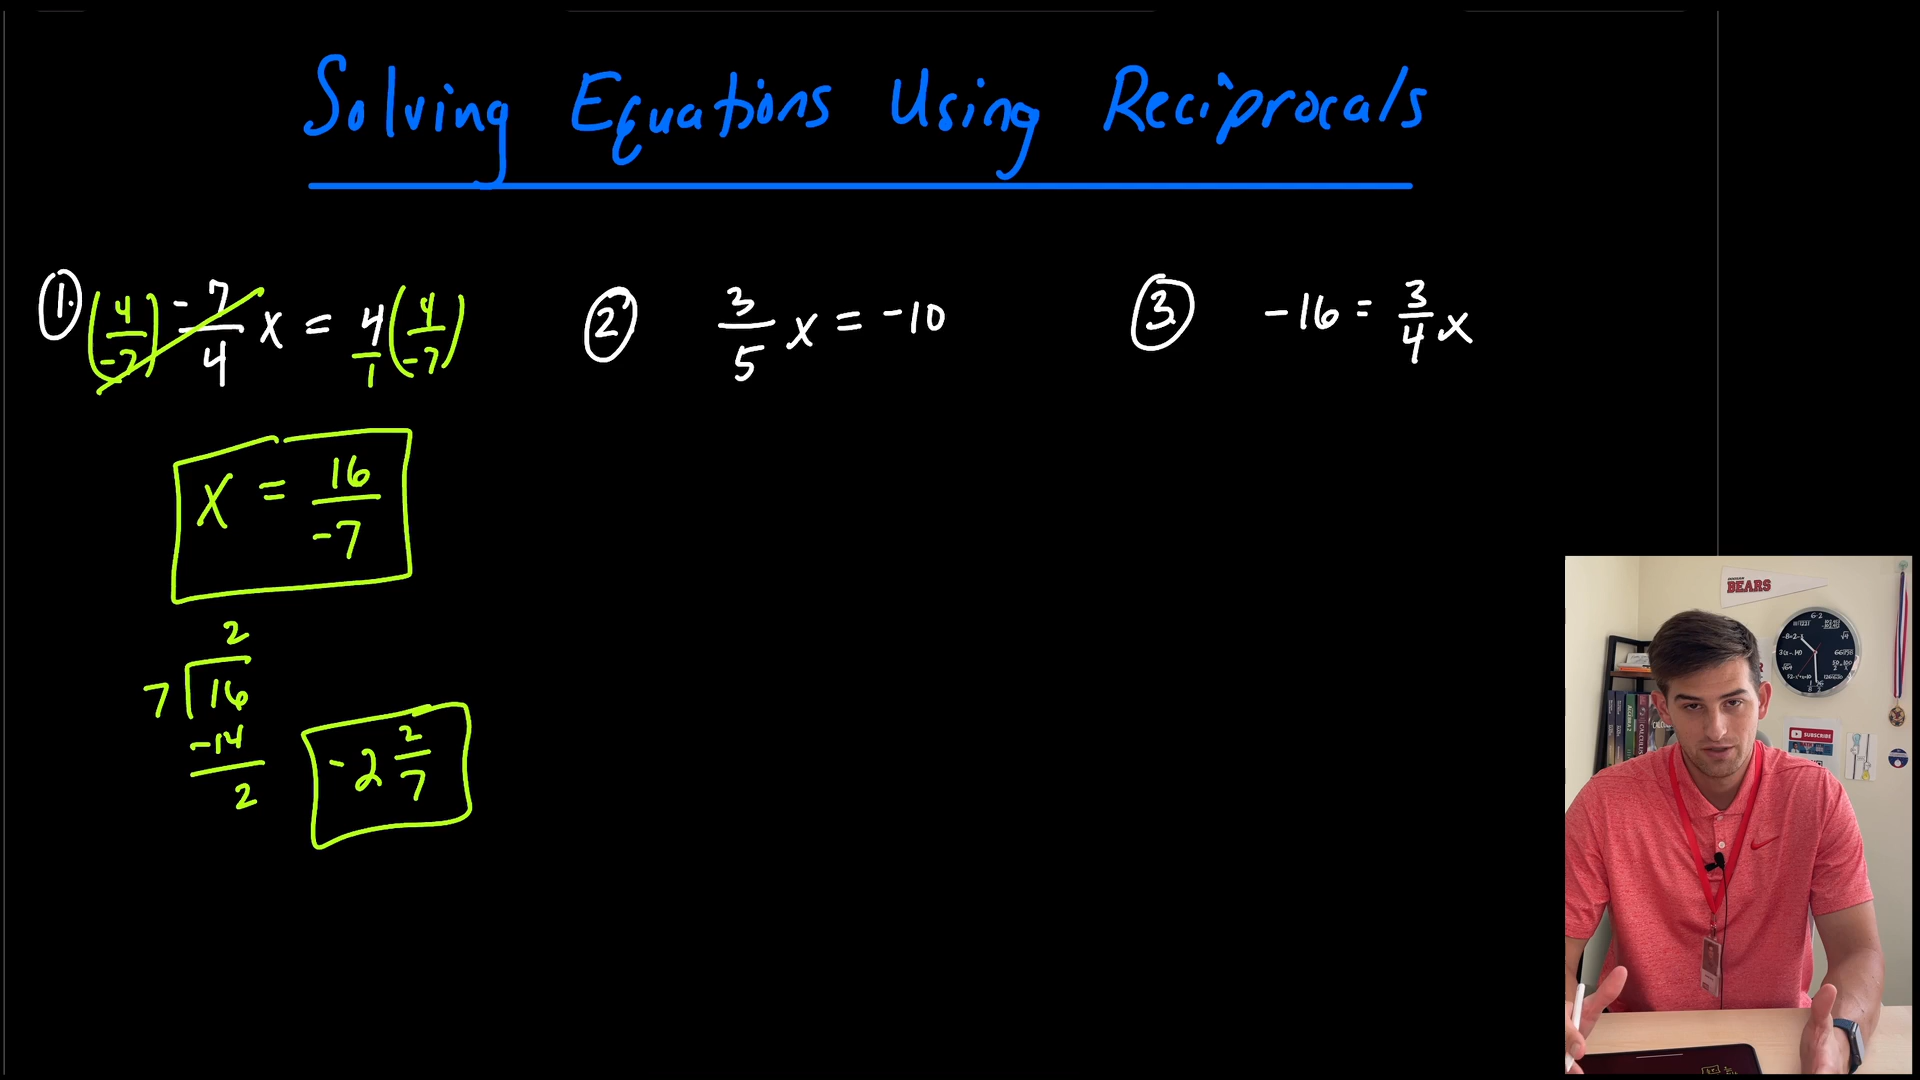 Solving Equations Using Reciprocals
① (4/-7) -7/4 x = 4/1 (4/-7)
x = 16/-7
2
7 16
-14
2
-2 2/7
② 3/5 x = -10
③ -16 = 3/4 x
BEARS
SUBSCRIBE